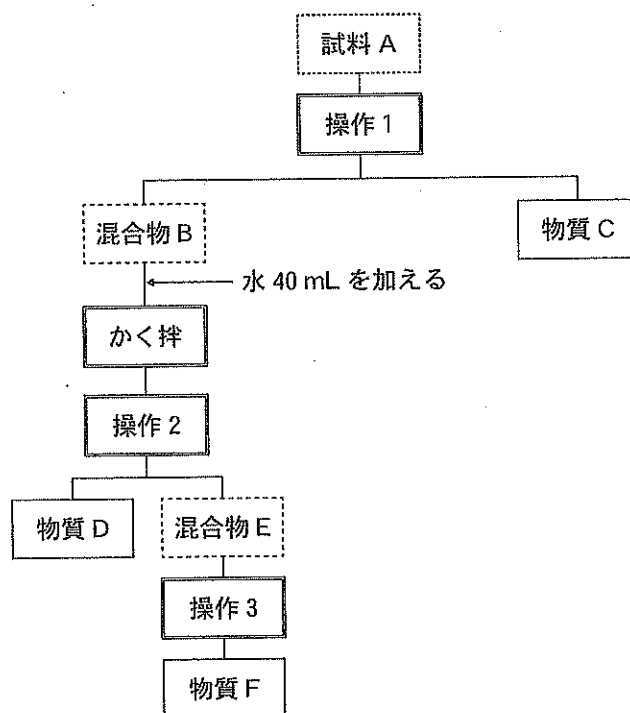 試料 A
操作 1
混合物 B
物質 C
水 40 mL を加える
かく拌
操作 2
物質 D
混合物 E
操作 3
物質 F